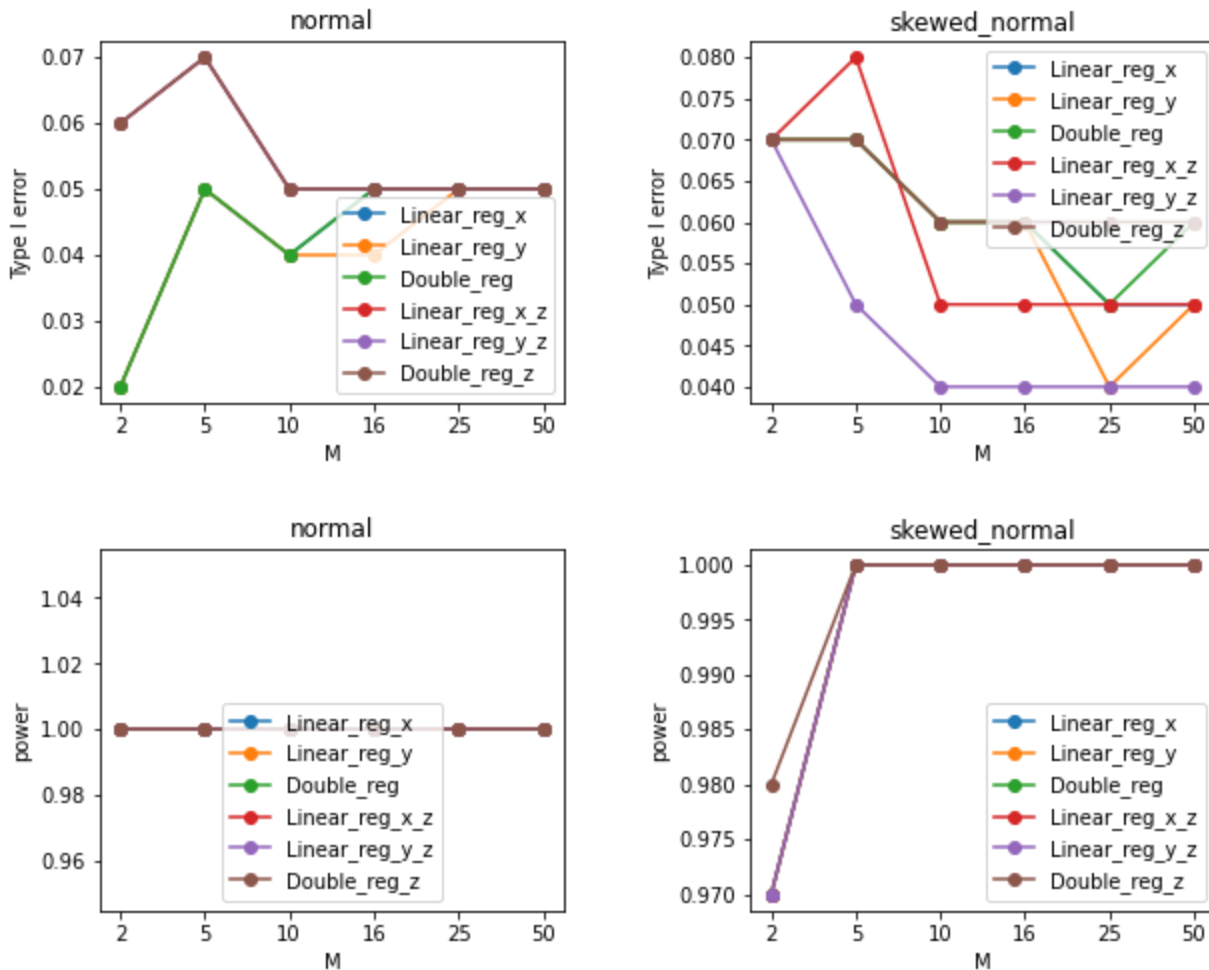 normal
Type I error
0.07
0.06
0.05
0.04
0.03
0.02
Linear_reg_x
Linear_reg_y
Double_reg
Linear_reg_x_z
Linear_reg_y_z
Double_reg_z
2 5 10 16 25 50
M
skewed_normal
Type I error
0.080
0.075
0.070
0.065
0.060
0.055
0.050
0.045
0.040
Linear_reg_x
Linear_reg_y
Double_reg
Linear_reg_x_z
Linear_reg_y_z
Double_reg_z
2 5 10 16 25 50
M
normal
power
1.04
1.02
1.00
0.98
0.96
Linear_reg_x
Linear_reg_y
Double_reg
Linear_reg_x_z
Linear_reg_y_z
Double_reg_z
2 5 10 16 25 50
M
skewed_normal
power
1.000
0.995
0.990
0.985
0.980
0.975
0.970
Linear_reg_x
Linear_reg_y
Double_reg
Linear_reg_x_z
Linear_reg_y_z
Double_reg_z
2 5 10 16 25 50
M